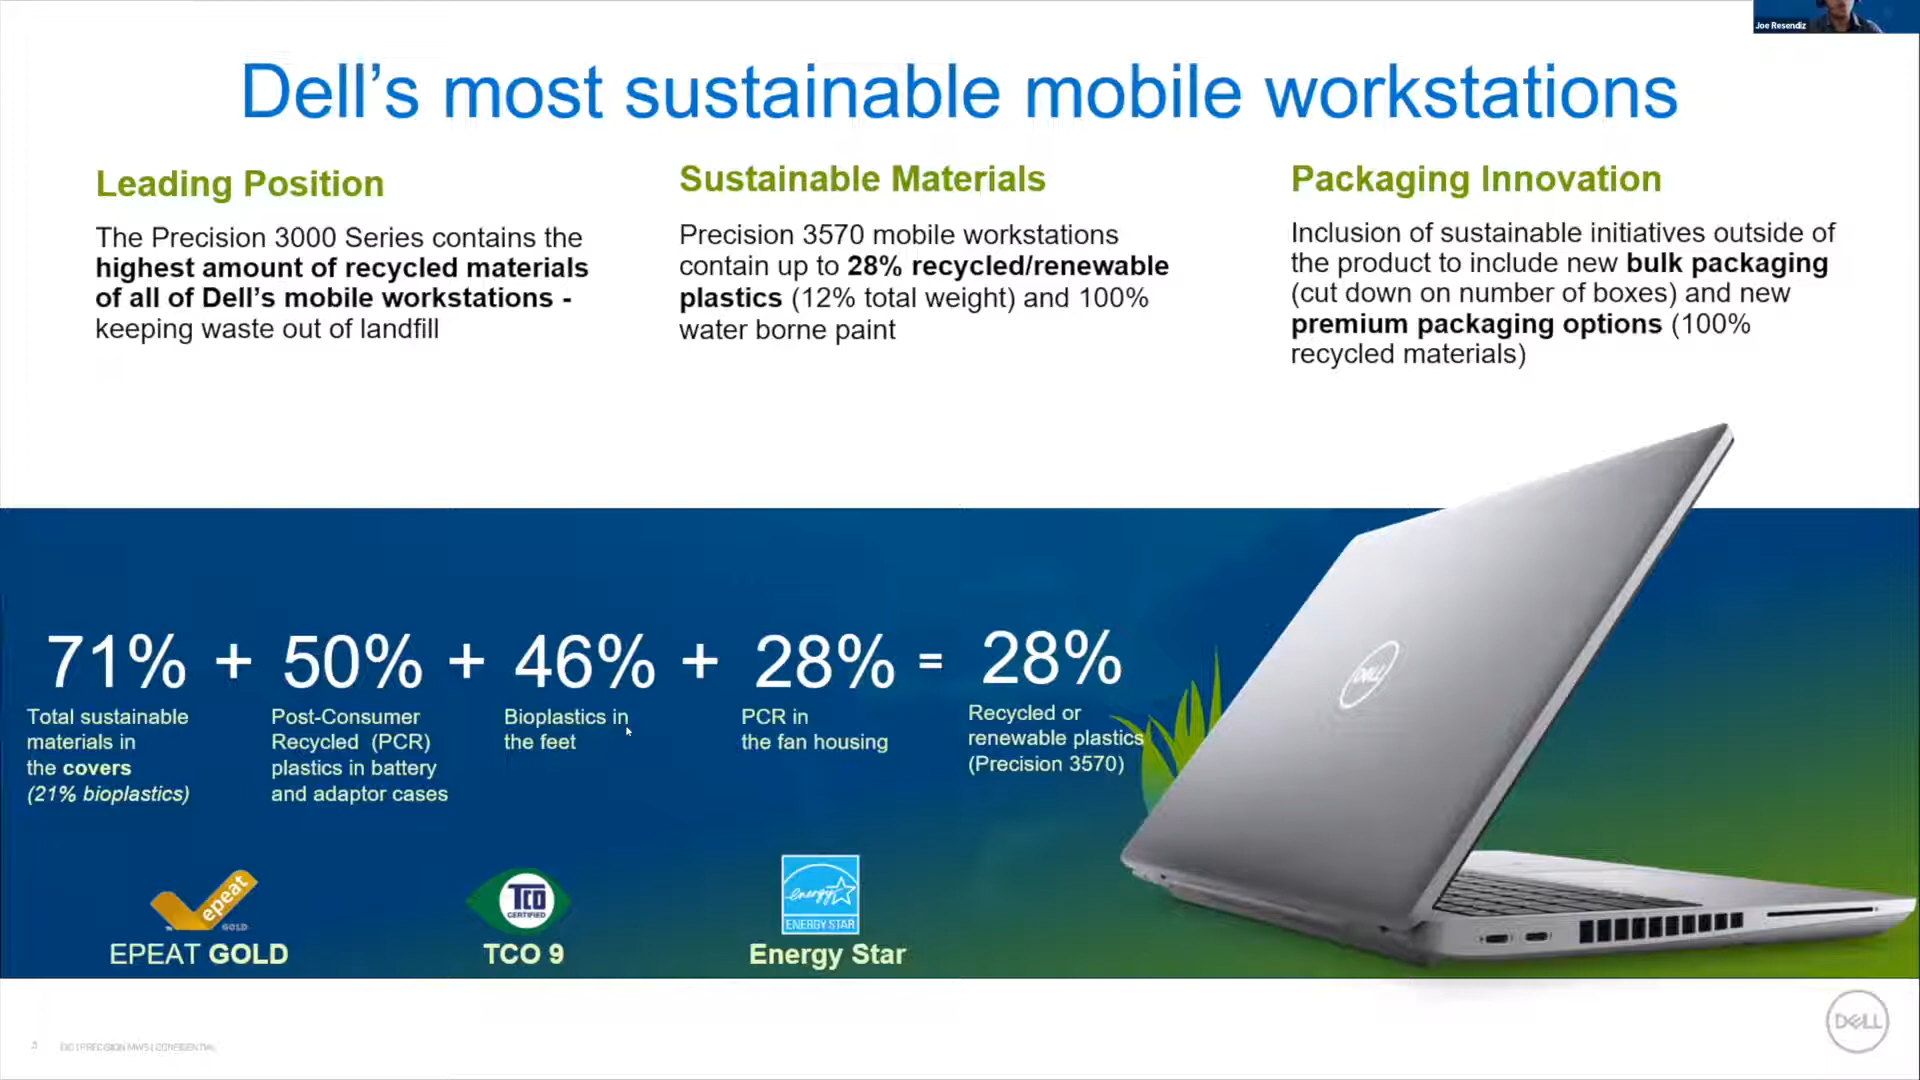 Joe Resendiz
Dell's most sustainable mobile workstations
Leading Position
The Precision 3000 Series contains the
highest amount of recycled materials
of all of Dell's mobile workstations -
keeping waste out of landfill
Sustainable Materials
Precision 3570 mobile workstations
contain up to 28% recycled/renewable
plastics (12% total weight) and 100%
water borne paint
Packaging Innovation
Inclusion of sustainable initiatives outside of
the product to include new bulk packaging
(cut down on number of boxes) and new
premium packaging options (100%
recycled materials)
71% + 50% + 46% + 28% = 28%
Total sustainable
materials in
the covers
(21% bioplastics)
Post-Consumer
Recycled (PCR)
plastics in battery
and adaptor cases
Bioplastics in
the feet
PCR in
the fan housing
Recycled or
renewable plastics
(Precision 3570)
DELL
epeat
GOLD
EPEAT GOLD
TCO
CERTIFIED
TCO 9
energy
ENERGY STAR
Energy Star
DELL
PRECISION MWS | CONFIDENTIAL